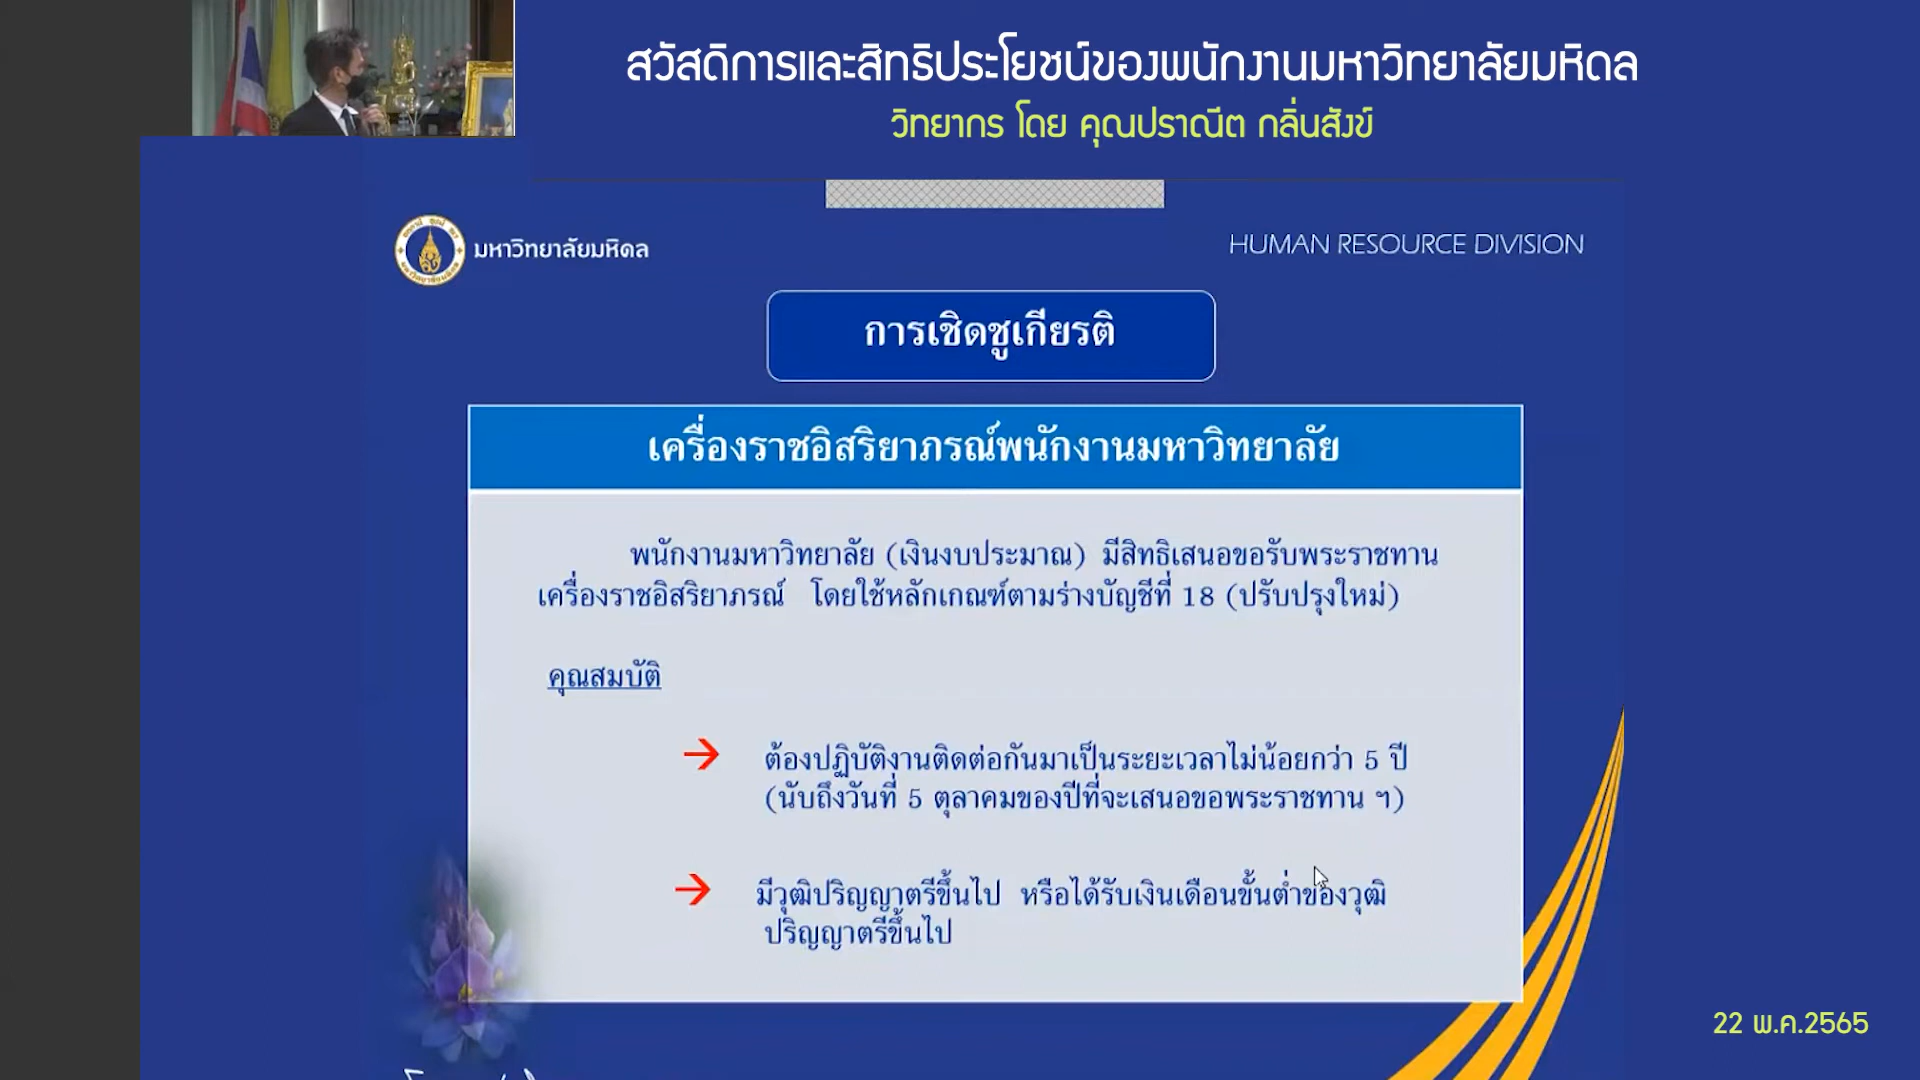 สวัสดิการและสิทธิประโยชน์ของพนักงานมหาวิทยาลัยมหิดล
วิทยากร โดย คุณปราณีต กลิ่นสังข์
มหาวิทยาลัยมหิดล
HUMAN RESOURCE DIVISION
การเชิดชูเกียรติ
เครื่องราชอิสริยาภรณ์พนักงานมหาวิทยาลัย
พนักงานมหาวิทยาลัย (เงินงบประมาณ) มีสิทธิเสนอขอรับพระราชทาน
เครื่องราชอิสริยาภรณ์ โดยใช้หลักเกณฑ์ตามร่างบัญชีที่ 18 (ปรับปรุงใหม่)
คุณสมบัติ
→ ต้องปฏิบัติงานติดต่อกันมาเป็นระยะเวลาไม่น้อยกว่า 5 ปี
(นับถึงวันที่ 5 ตุลาคมของปีที่จะเสนอขอพระราชทาน ฯ)
→ มีวุฒิปริญญาตรีขึ้นไป หรือได้รับเงินเดือนขั้นต่ำของวุฒิ
ปริญญาตรีขึ้นไป
22 พ.ค.2565